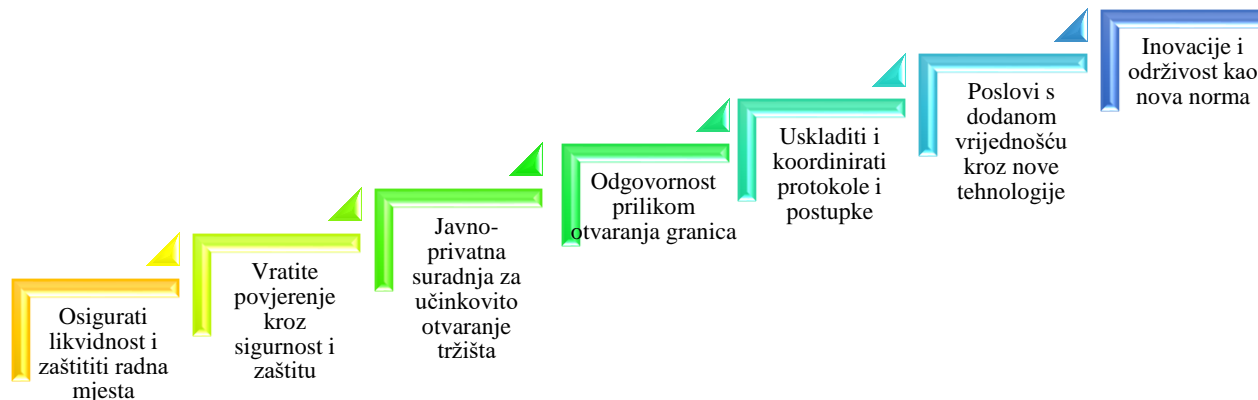 Osigurati
likvidnost i
zaštititi radna
mjesta
Vratite
povjerenje
kroz
sigurnost i
zaštitu
Javno-
privatna
suradnja za
učinkovito
otvaranje
tržišta
Odgovornost
prilikom
otvaranja granica
Uskladiti i
koordinirati
protokole i
postupke
Poslovi s
dodanom
vrijednošću
kroz nove
tehnologije
Inovacije i
održivost kao
nova norma